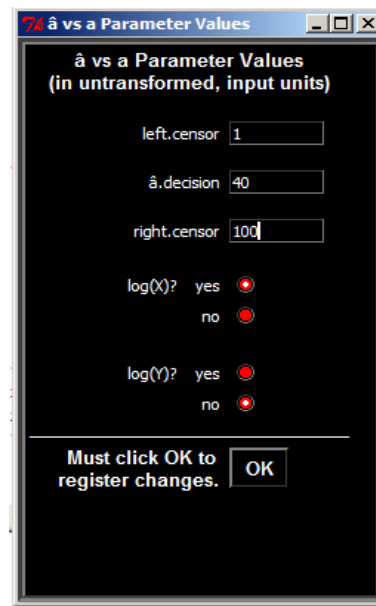 â vs a Parameter Values
â vs a Parameter Values
(in untransformed, input units)
left.censor 1
â.decision 40
right.censor 100
log(X)? yes
no
log(Y)? yes
no
Must click OK to
register changes.
OK